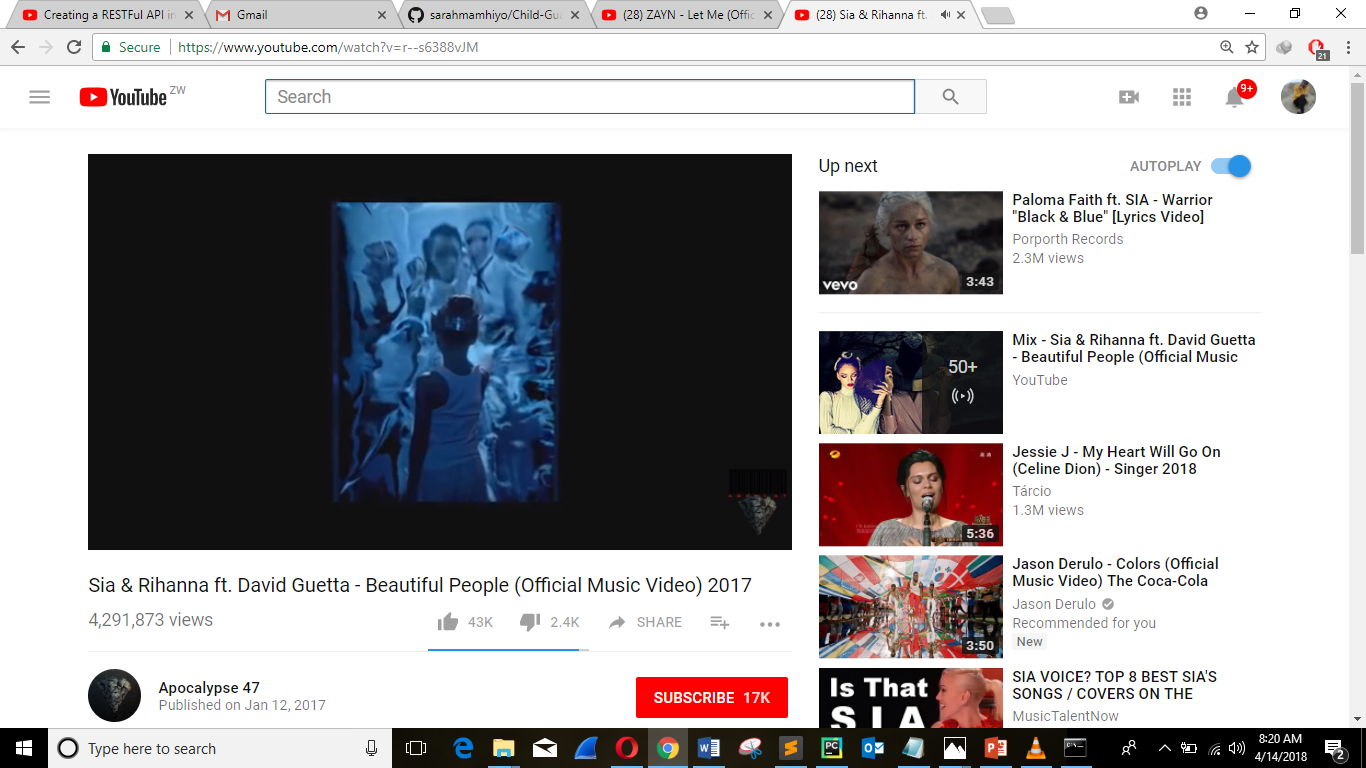 Creating a RESTFul API in
Gmail
sarahmamhiyo/Child-Gua
(28) ZAYN - Let Me (Offic
(28) Sia & Rihanna ft.
Secure
https://www.youtube.com/watch?v=r--s6388vJM
21
YouTube ZW
Search
9+
Up next
AUTOPLAY
vevo
3:43
Paloma Faith ft. SIA - Warrior
"Black & Blue" [Lyrics Video]
Porporth Records
2.3M views
50+
Mix - Sia & Rihanna ft. David Guetta
- Beautiful People (Official Music
YouTube
5:36
Jessie J - My Heart Will Go On
(Celine Dion) - Singer 2018
Tárcio
1.3M views
3:50
Jason Derulo - Colors (Official
Music Video) The Coca-Cola
Jason Derulo
Recommended for you
New
Is That
SIA
SIA VOICE? TOP 8 BEST SIA'S
SONGS / COVERS ON THE
MusicTalentNow
Sia & Rihanna ft. David Guetta - Beautiful People (Official Music Video) 2017
4,291,873 views
43K
2.4K
SHARE
Apocalypse 47
Published on Jan 12, 2017
SUBSCRIBE 17K
Type here to search
8:20 AM
4/14/2018
2